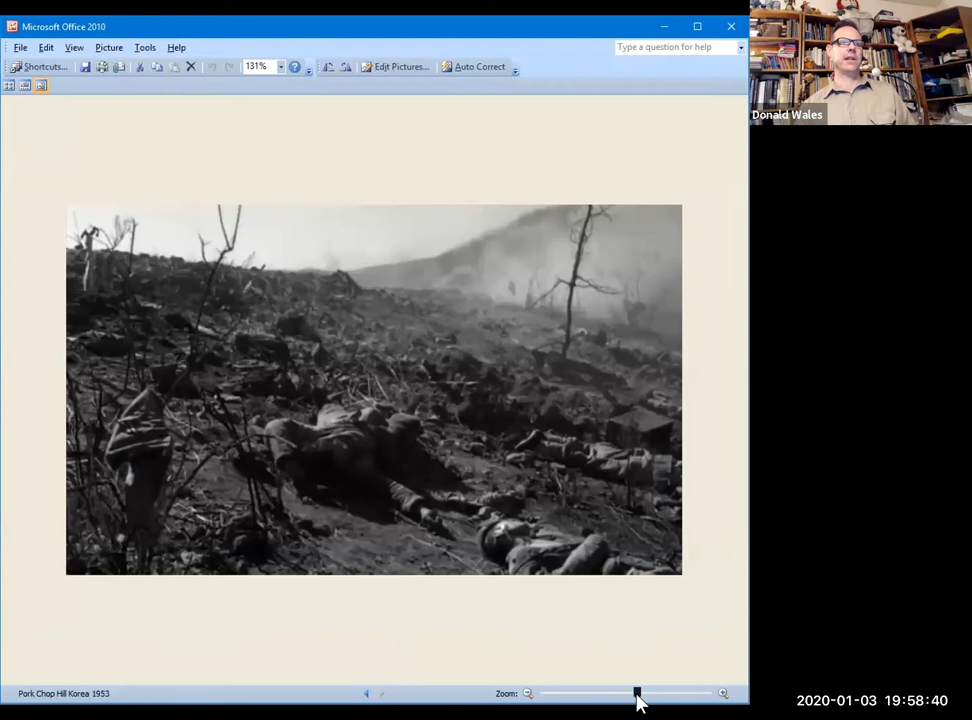 Microsoft Office 2010
File Edit View Picture Tools Help
Type a question for help
Shortcuts...
131%
Edit Pictures...
Auto Correct
Donald Wales
Pork Chop Hill Korea 1953
Zoom:
2020-01-03 19:58:40